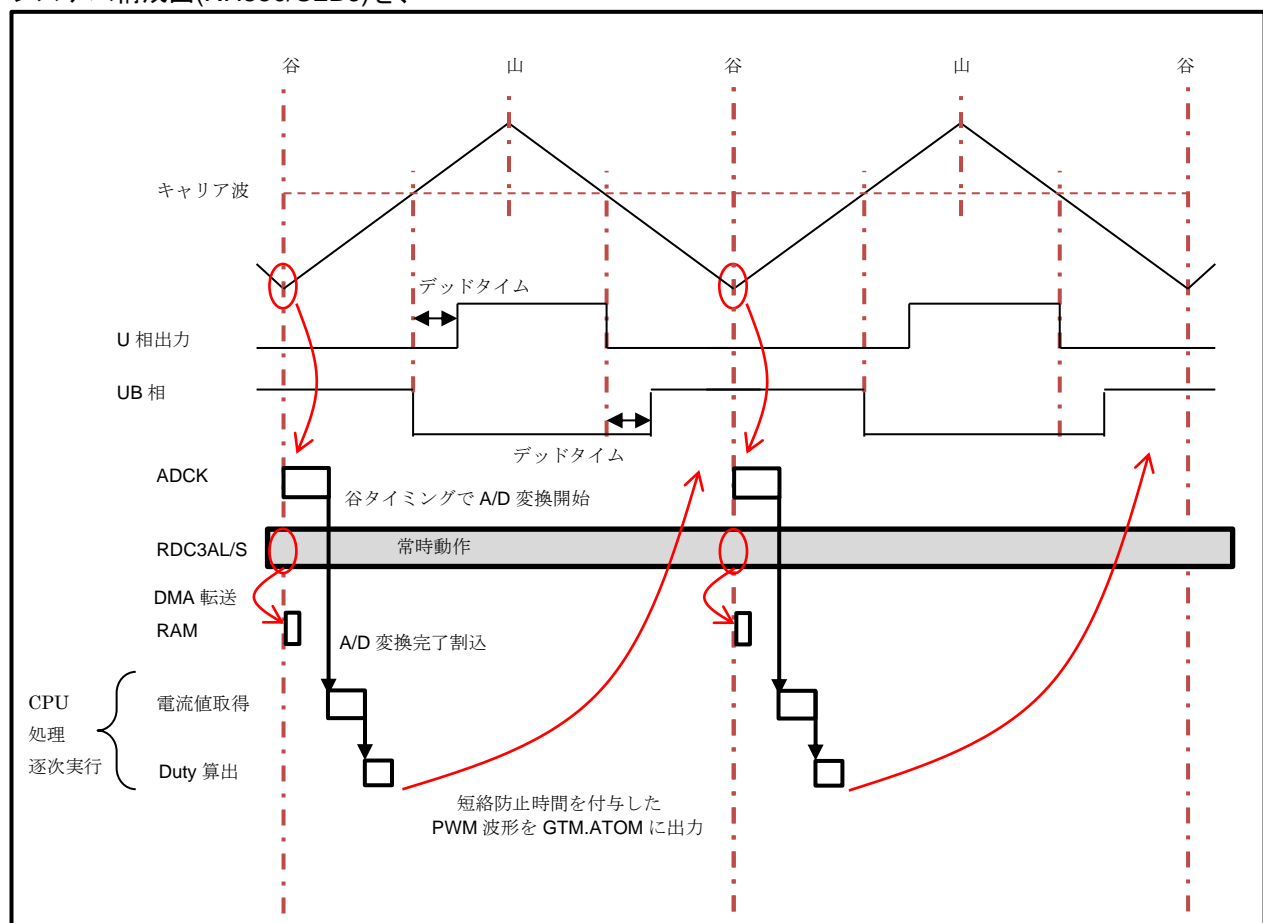 谷 山 谷 山 谷
キャリア波
デッドタイム
U 相出力
UB 相
デッドタイム
ADCK
谷タイミングで A/D 変換開始
RDC3AL/S
常時動作
DMA 転送
RAM
A/D 変換完了割込
CPU
処理
逐次実行
電流値取得
Duty 算出
短絡防止時間を付与した
PWM 波形を GTM.ATOM に出力